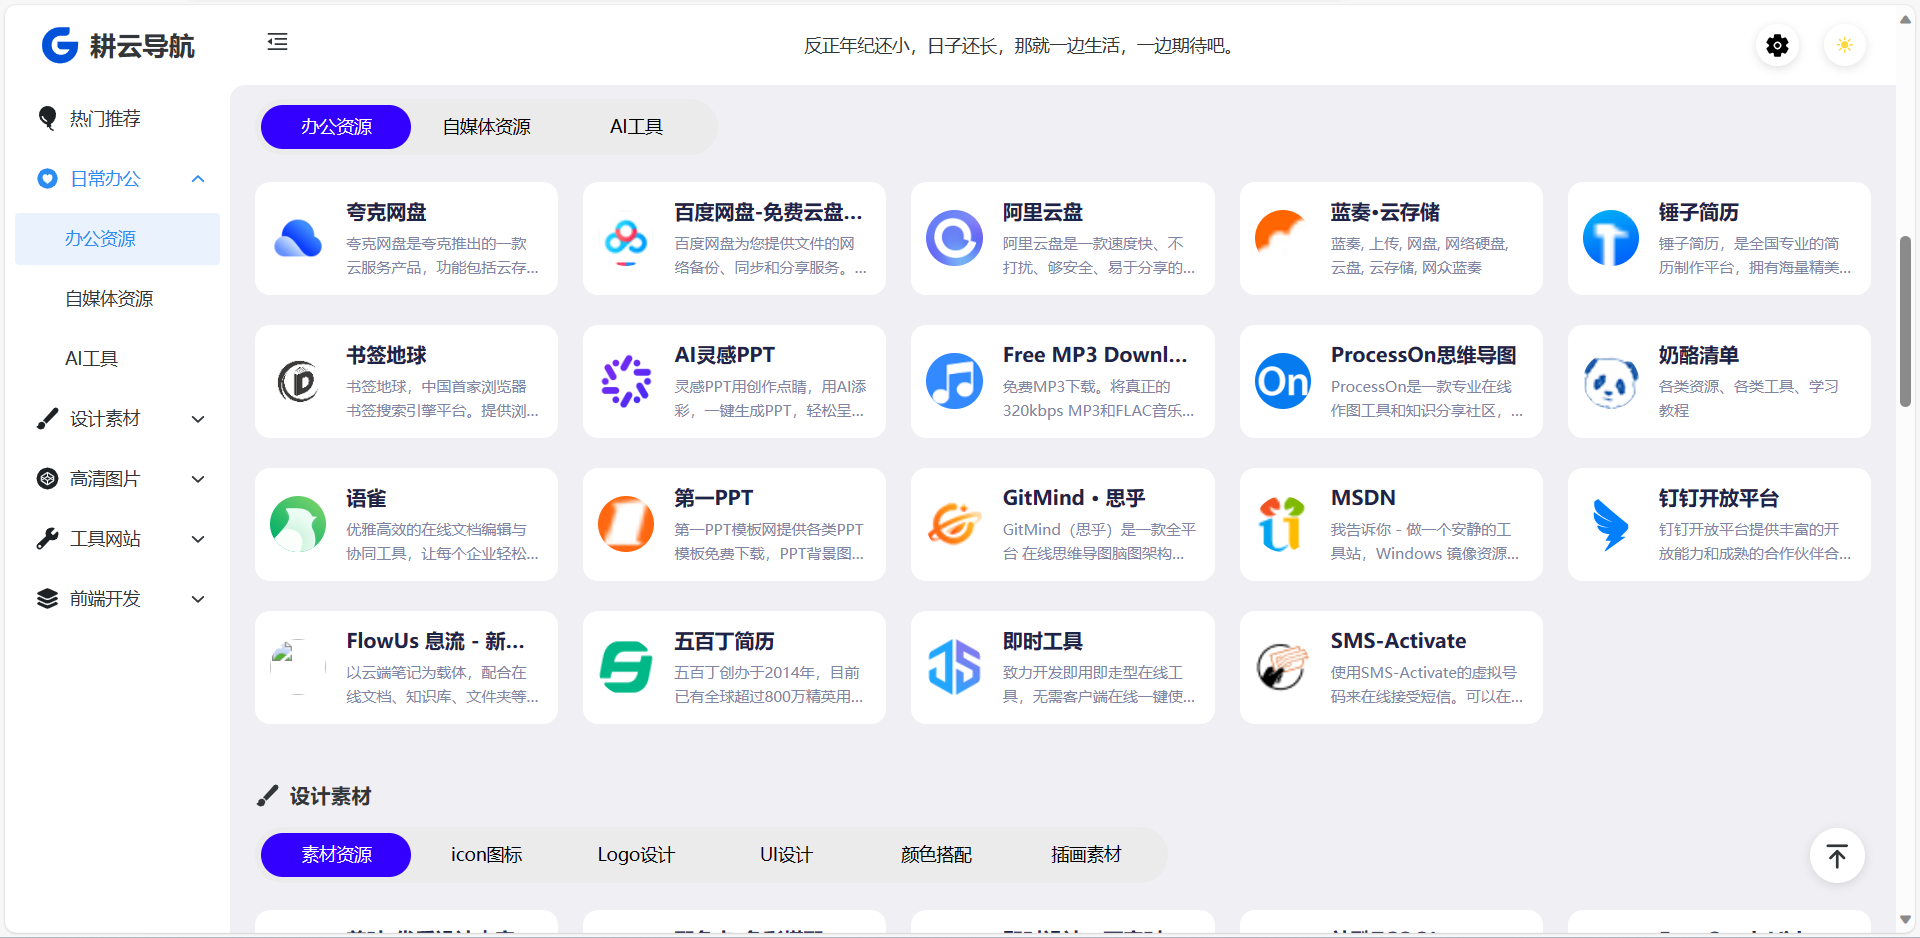 耕云导航
反正年纪还小，日子还长，那就一边生活，一边期待吧。
热门推荐
日常办公
办公资源
自媒体资源
AI工具
设计素材
高清图片
工具网站
前端开发
办公资源
自媒体资源
AI工具
夸克网盘
夸克网盘是夸克推出的一款
云服务产品，功能包括云存...
百度网盘-免费云盘...
百度网盘为您提供文件的网
络备份、同步和分享服务。...
阿里云盘
阿里云盘是一款速度快、不
打扰、够安全、易于分享的...
蓝奏•云存储
蓝奏, 上传, 网盘, 网络硬盘,
云盘, 云存储, 网众蓝奏
锤子简历
锤子简历，是全国专业的简
历制作平台，拥有海量精美...
书签地球
书签地球，中国首家浏览器
书签搜索引擎平台。提供浏...
AI灵感PPT
灵感PPT用创作点睛，用AI添
彩，一键生成PPT，轻松呈...
Free MP3 Downl...
免费MP3下载。将真正的
320kbps MP3和FLAC音乐...
On
ProcessOn思维导图
ProcessOn是一款专业在线
作图工具和知识分享社区，...
奶酪清单
各类资源、各类工具、学习
教程
语雀
优雅高效的在线文档编辑与
协同工具，让每个企业轻松...
第一PPT
第一PPT模板网提供各类PPT
模板免费下载，PPT背景图...
GitMind • 思乎
GitMind（思乎）是一款全平
台 在线思维导图脑图架构...
MSDN
我告诉你 - 做一个安静的工
具站，Windows 镜像资源...
钉钉开放平台
钉钉开放平台提供丰富的开
放能力和成熟的合作伙伴合...
FlowUs 息流 - 新...
以云端笔记为载体，配合在
线文档、知识库、文件夹等...
五百丁简历
五百丁创办于2014年，目前
已有全球超过800万精英用...
JS
即时工具
致力开发即用即走型在线工
具，无需客户端在线一键使...
SMS-Activate
使用SMS-Activate的虚拟号
码来在线接受短信。可以在...
设计素材
素材资源
icon图标
Logo设计
UI设计
颜色搭配
插画素材